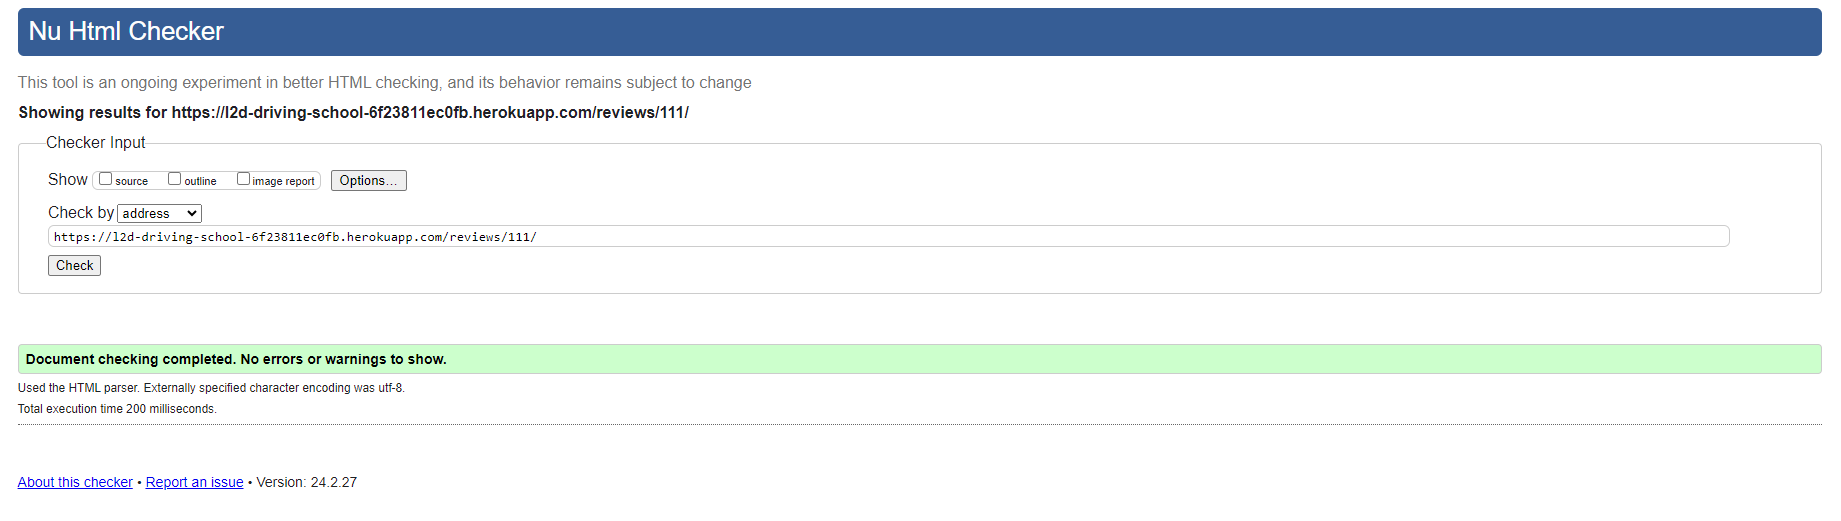 Nu Html Checker
This tool is an ongoing experiment in better HTML checking, and its behavior remains subject to change
Showing results for https://l2d-driving-school-6f23811ec0fb.herokuapp.com/reviews/111/
Checker Input
Show source outline image report Options...
Check by address
https://l2d-driving-school-6f23811ec0fb.herokuapp.com/reviews/111/
Check
Document checking completed. No errors or warnings to show.
Used the HTML parser. Externally specified character encoding was utf-8.
Total execution time 200 milliseconds.
About this checker • Report an issue • Version: 24.2.27